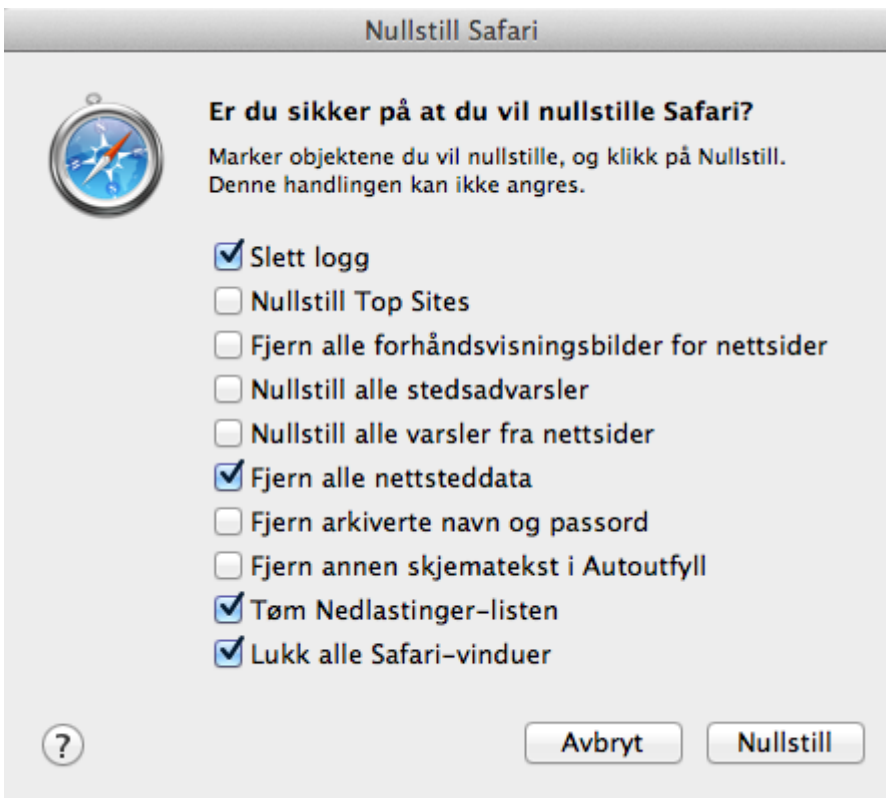 Nullstill Safari
Er du sikker på at du vil nullstille Safari?
Marker objektene du vil nullstille, og klikk på Nullstill.
Denne handlingen kan ikke angres.
Slett logg
Nullstill Top Sites
Fjern alle forhåndsvisningsbilder for nettsider
Nullstill alle stedsadvarsler
Nullstill alle varsler fra nettsider
Fjern alle nettsteddata
Fjern arkiverte navn og passord
Fjern annen skjematekst i Autoutfyll
Tøm Nedlastinger-listen
Lukk alle Safari-vinduer
? Avbryt Nullstill